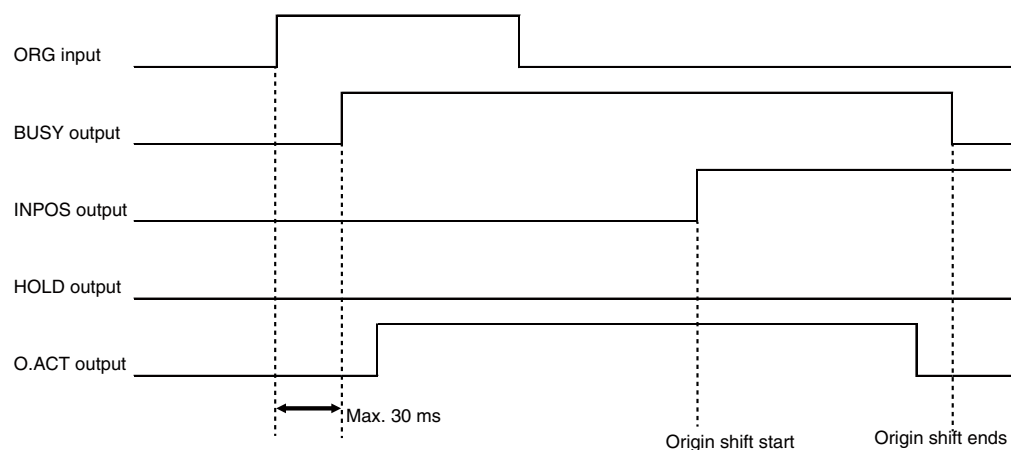 ORG input
BUSY output
INPOS output
HOLD output
O.ACT output
Max. 30 ms
Origin shift start
Origin shift ends